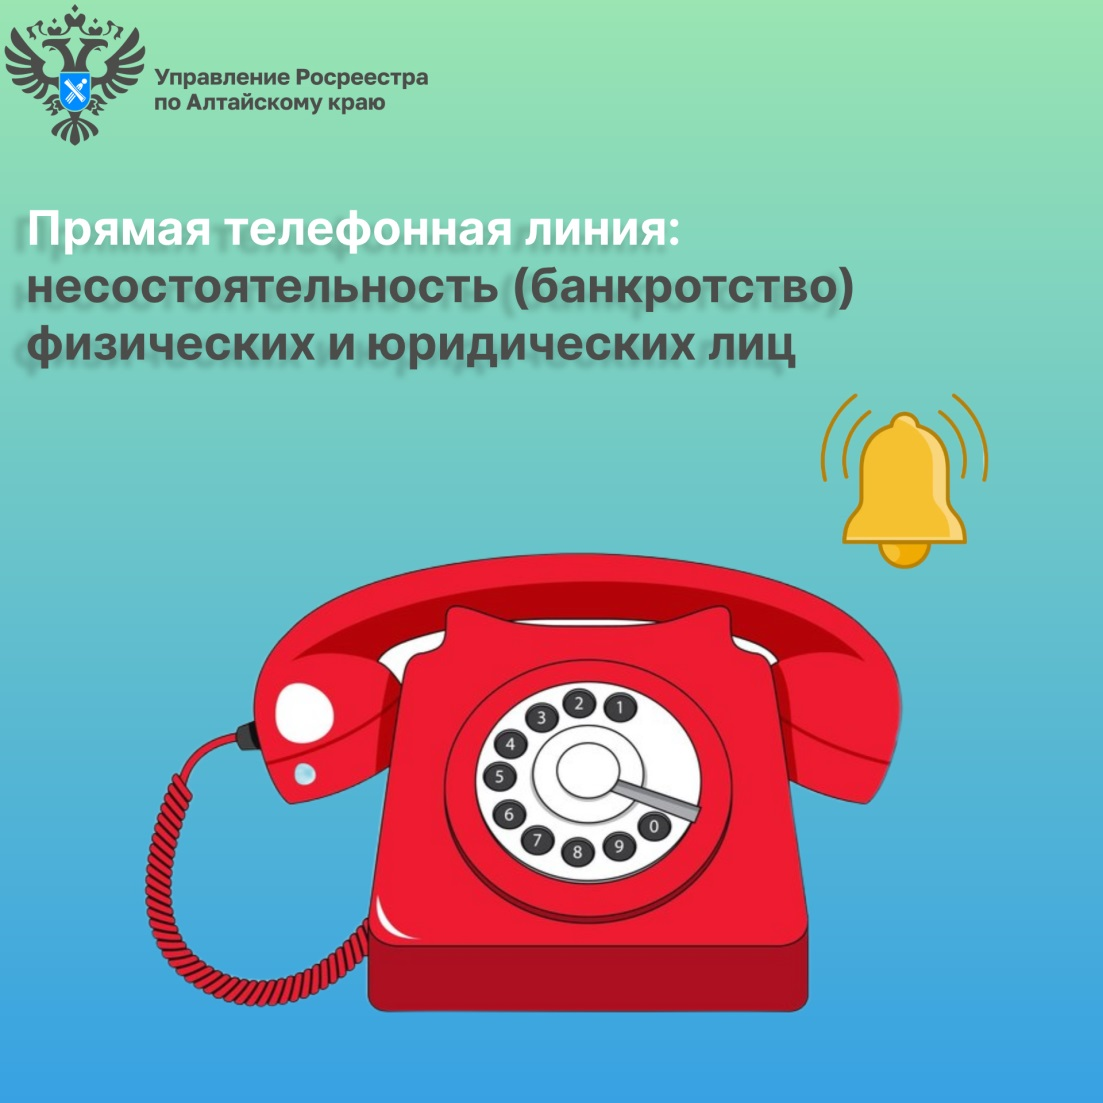 Управление Росреестра
по Алтайскому краю
Прямая телефонная линия:
несостоятельность (банкротство)
физических и юридических лиц
1
2
3
4
5
6
7
8
9
0